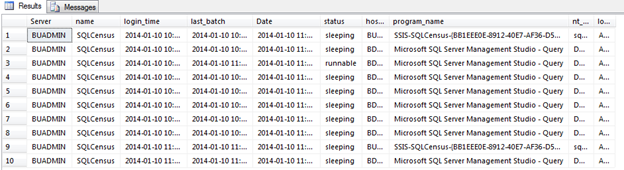 Results Messages
Server name login_time last_batch Date status hos... program_name nt_... lo...
1 BUADMIN SQLCensus 2014-01-10 10:... 2014-01-10 10:... 2014-01-10 11:... sleeping BU... SSIS-SQLCensus-{BB1EEE0E-8912-40E7-AF36-D5... sq... A...
2 BUADMIN SQLCensus 2014-01-10 10:... 2014-01-10 10:... 2014-01-10 11:... sleeping BD... Microsoft SQL Server Management Studio - Query D... A...
3 BUADMIN SQLCensus 2014-01-10 10:... 2014-01-10 11:... 2014-01-10 11:... runnable BD... Microsoft SQL Server Management Studio - Query D... A...
4 BUADMIN SQLCensus 2014-01-10 10:... 2014-01-10 10:... 2014-01-10 11:... sleeping BD... Microsoft SQL Server Management Studio - Query D... A...
5 BUADMIN SQLCensus 2014-01-10 10:... 2014-01-10 10:... 2014-01-10 11:... sleeping BD... Microsoft SQL Server Management Studio - Query D... A...
6 BUADMIN SQLCensus 2014-01-10 10:... 2014-01-10 10:... 2014-01-10 11:... sleeping BD... Microsoft SQL Server Management Studio - Query D... A...
7 BUADMIN SQLCensus 2014-01-10 10:... 2014-01-10 10:... 2014-01-10 11:... sleeping BD... Microsoft SQL Server Management Studio - Query D... A...
8 BUADMIN SQLCensus 2014-01-10 10:... 2014-01-10 10:... 2014-01-10 11:... sleeping BD... Microsoft SQL Server Management Studio - Query D... A...
9 BUADMIN SQLCensus 2014-01-10 11:... 2014-01-10 11:... 2014-01-10 11:... sleeping BU... SSIS-SQLCensus-{BB1EEE0E-8912-40E7-AF36-D5... sq... A...
10 BUADMIN SQLCensus 2014-01-10 11:... 2014-01-10 11:... 2014-01-10 11:... sleeping BD... Microsoft SQL Server Management Studio - Query D... A...